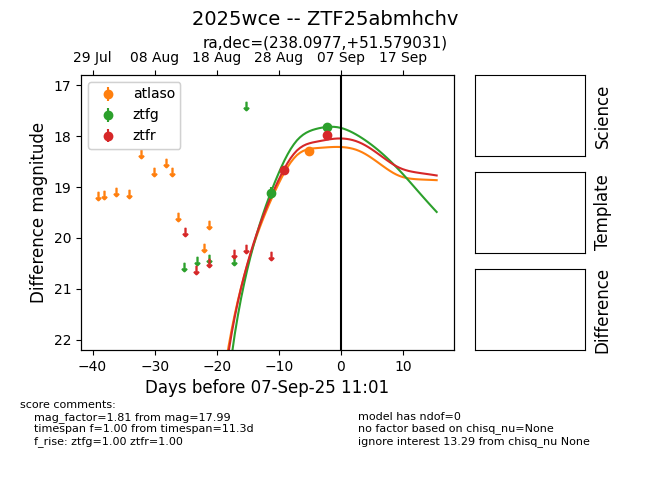 2025wce -- ZTF25abmhchv
ra,dec=(238.0977,+51.579031)
29 Jul 08 Aug 18 Aug 28 Aug 07 Sep 17 Sep
17
18
19
20
21
22
Difference magnitude
atlaso
ztfg
ztfr
−40 −30 −20 −10 0 10
Days before 07-Sep-25 11:01
Science
Template
Difference
score comments:
mag_factor=1.81 from mag=17.99
timespan f=1.00 from timespan=11.3d
f_rise: ztfg=1.00 ztfr=1.00
model has ndof=0
no factor based on chisq_nu=None
ignore interest 13.29 from chisq_nu None